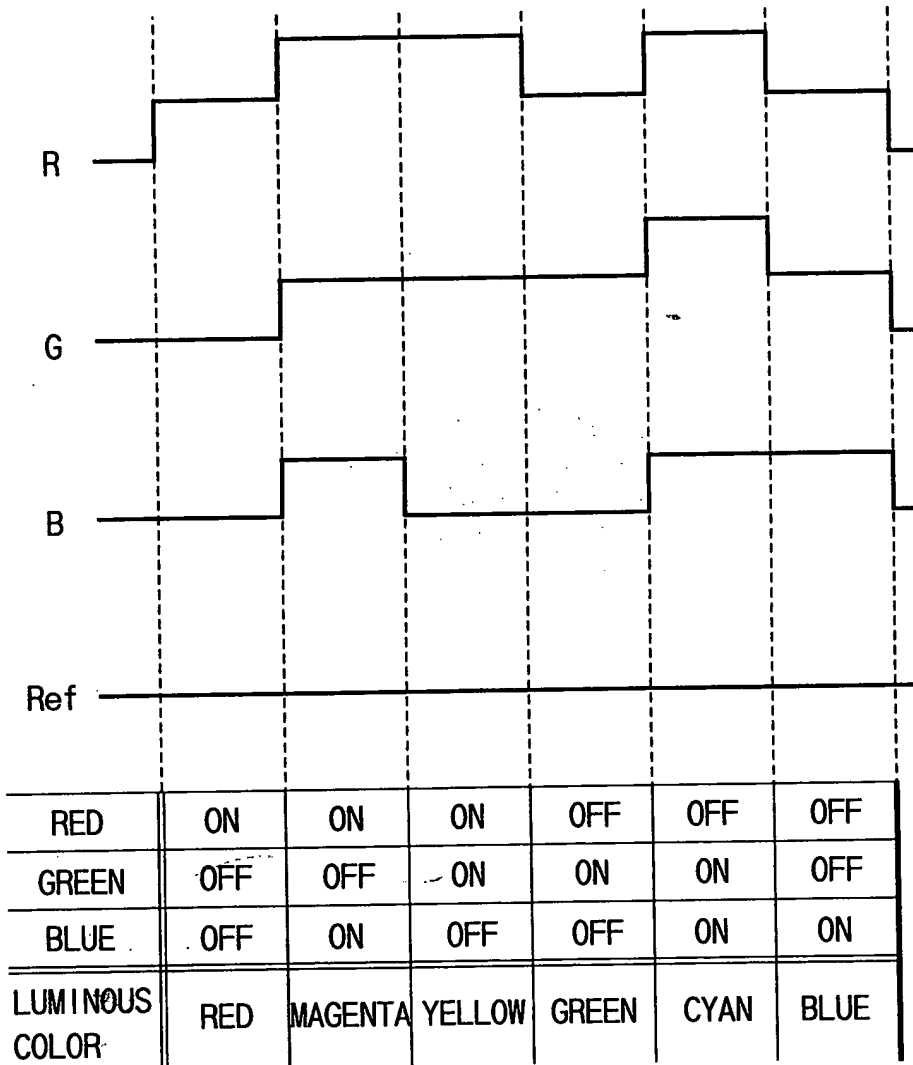 R
G
B
Ref
RED ON ON ON OFF OFF OFF
GREEN OFF OFF ON ON ON OFF
BLUE OFF ON OFF OFF ON ON
LUMINOUS COLOR RED MAGENTA YELLOW GREEN CYAN BLUE